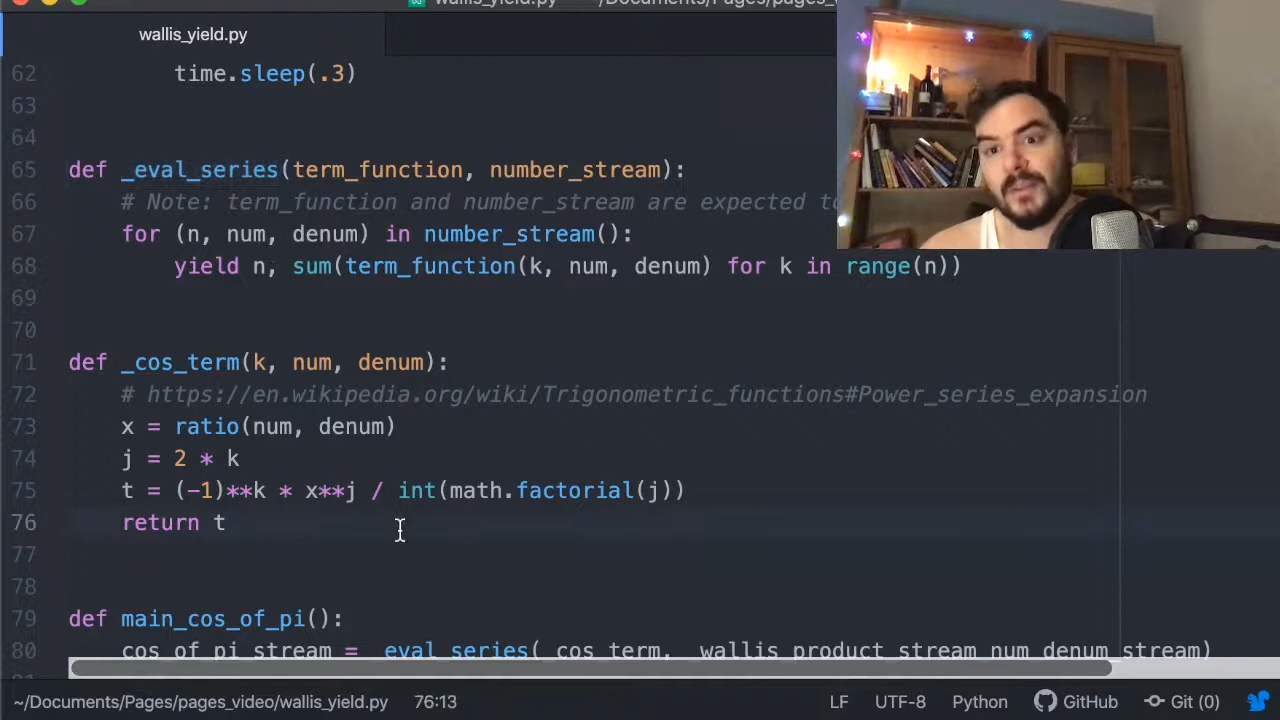 wallis_yield.py
62 time.sleep(.3)
63
64
65 def _eval_series(term_function, number_stream):
66 # Note: term_function and number_stream are expected to
67 for (n, num, denum) in number_stream():
68 yield n, sum(term_function(k, num, denum) for k in range(n))
69
70
71 def _cos_term(k, num, denum):
72 # https://en.wikipedia.org/wiki/Trigonometric_functions#Power_series_expansion
73 x = ratio(num, denum)
74 j = 2 * k
75 t = (-1)**k * x**j / int(math.factorial(j))
76 return t
77
78
79 def main_cos_of_pi():
80 cos_of_pi_stream = _eval_series(_cos_term, _wallis_product_stream_num_denum_stream)
~/Documents/Pages/pages_video/wallis_yield.py 76:13 LF UTF-8 Python GitHub Git (0)